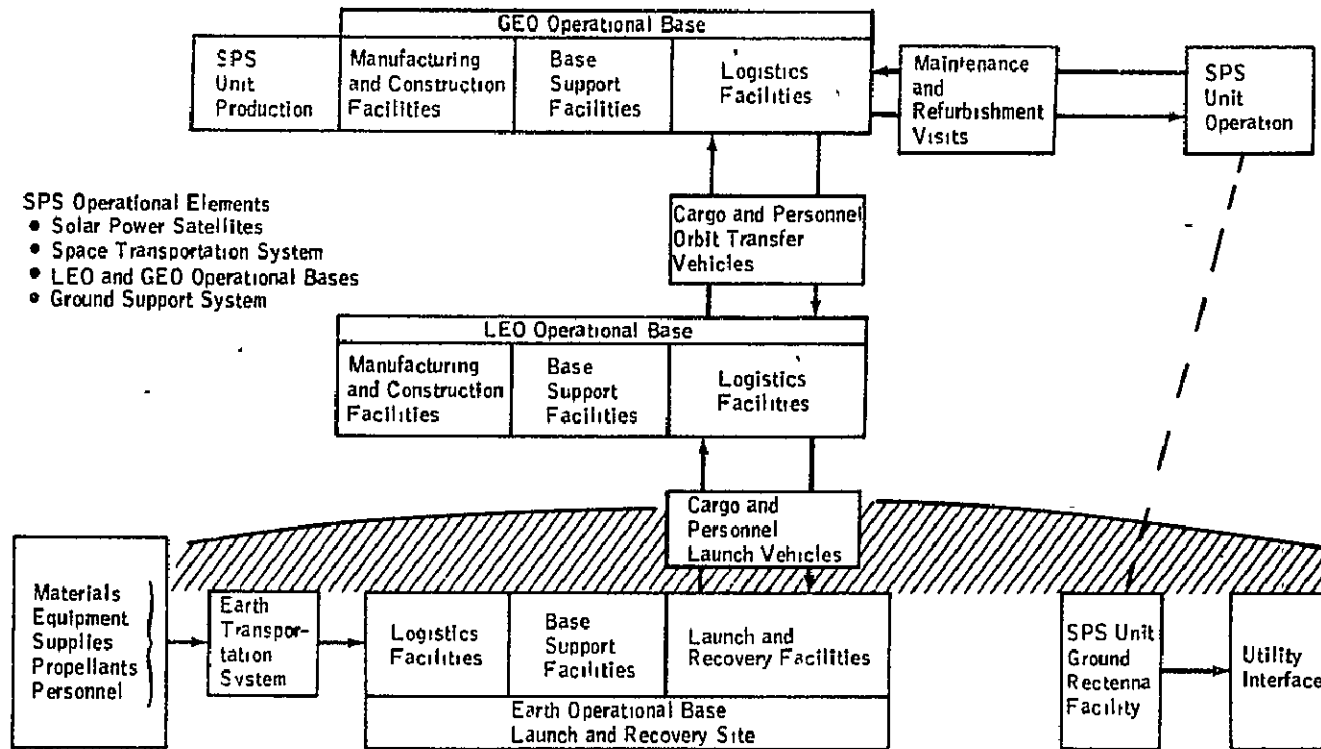 GEO Operational Base
SPS
Unit
Production
Manufacturing
and Construction
Facilities
Base
Support
Facilities
Logistics
Facilities
Maintenance
and
Refurbishment
Visits
SPS
Unit
Operation
SPS Operational Elements
• Solar Power Satellites
• Space Transportation System
• LEO and GEO Operational Bases
• Ground Support System
Cargo and Personnel
Orbit Transfer
Vehicles
LEO Operational Base
Manufacturing
and Construction
Facilities
Base
Support
Facilities
Logistics
Facilities
Cargo and
Personnel
Launch Vehicles
Materials
Equipment
Supplies
Propellants
Personnel
Earth
Transpor-
tation
System
Logistics
Facilities
Base
Support
Facilities
Launch and
Recovery Facilities
Earth Operational Base
Launch and Recovery Site
SPS Unit
Ground
Rectenna
Facility
Utility
Interface